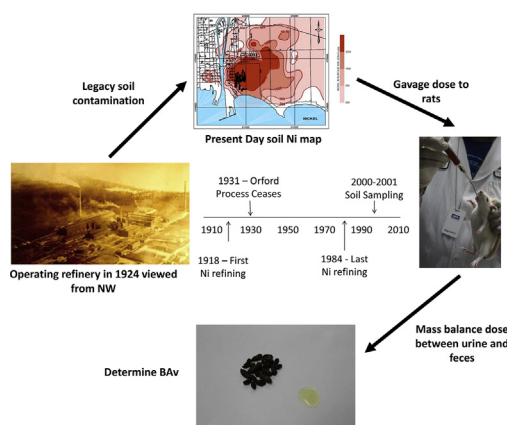 Legacy soil
contamination
NICKEL
Present Day soil Ni map
Gavage dose to
rats
Operating refinery in 1924 viewed
from NW
1931 – Orford
Process Ceases
2000-2001
Soil Sampling
1910 1930 1950 1970 1990 2010
1918 – First
Ni refining
1984 - Last
Ni refining
Mass balance dose
between urine and
feces
Determine BAv